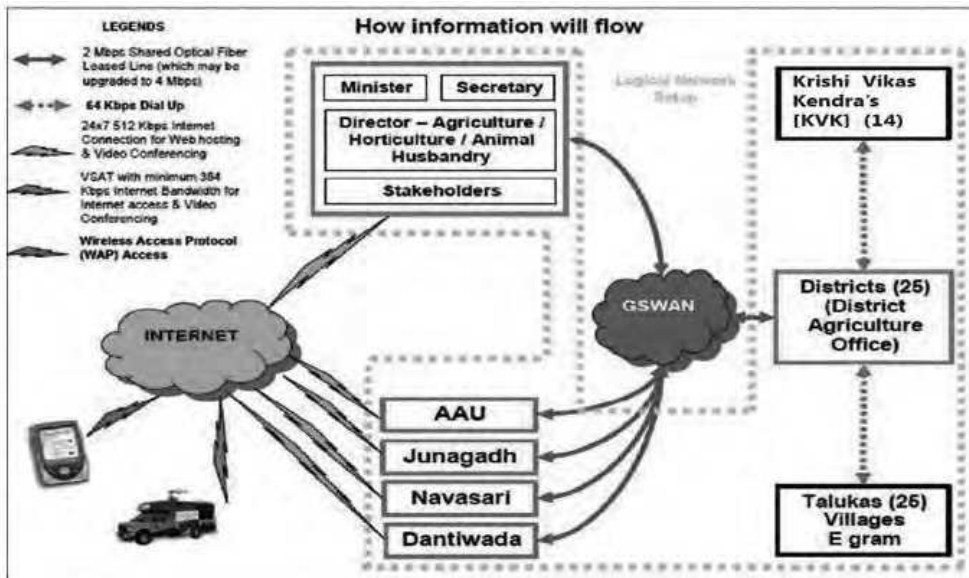 How information will flow
LEGENDS
2 Mbps Shared Optical Fiber
Leased Line (which may be
upgraded to 4 Mbps)
64 Kbps Dial Up
24x7 512 Kbps Internet
Connection for Web hosting
& Video Conferencing
VSAT with minimum 384
Kbps Internet Bandwidth for
Internet access & Video
Conferencing
Wireless Access Protocol
(WAP) Access
Minister
Secretary
Director – Agriculture /
Horticulture / Animal
Husbandry
Stakeholders
Logical Network
Setup
Krishi Vikas
Kendra's
[KVK] (14)
GSWAN
Districts (25)
(District
Agriculture
Office)
INTERNET
AAU
Junagadh
Navasari
Dantiwada
Talukas (25)
Villages
E gram